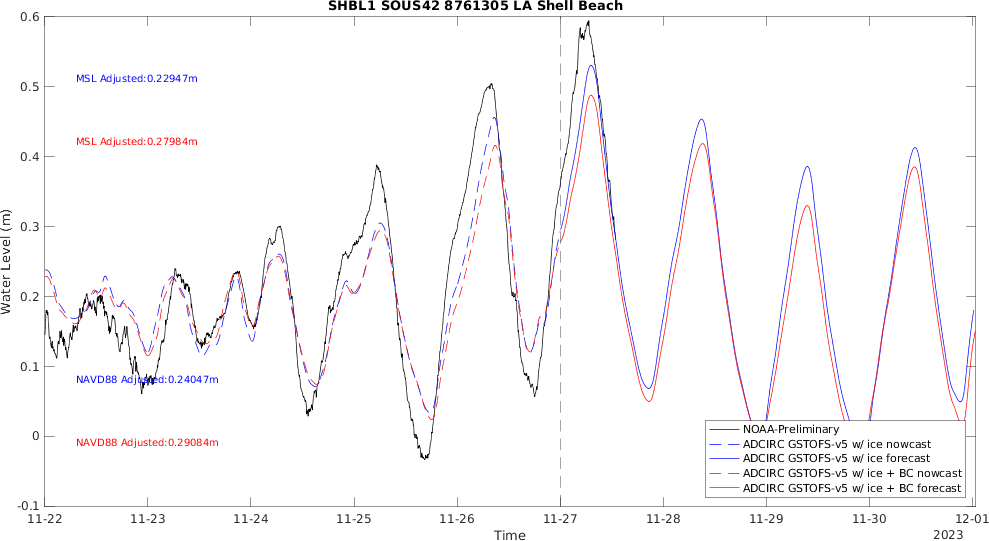 SHBL1 SOUS42 8761305 LA Shell Beach
Water Level (m)
0.6
0.5
0.4
0.3
0.2
0.1
0
-0.1
MSL Adjusted:0.22947m
MSL Adjusted:0.27984m
NAVD88 Adjusted:0.24047m
NAVD88 Adjusted:0.29084m
NOAA-Preliminary
ADCIRC GSTOFS-v5 w/ ice nowcast
ADCIRC GSTOFS-v5 w/ ice forecast
ADCIRC GSTOFS-v5 w/ ice + BC nowcast
ADCIRC GSTOFS-v5 w/ ice + BC forecast
11-22 11-23 11-24 11-25 11-26 11-27 11-28 11-29 11-30 12-01
Time
2023